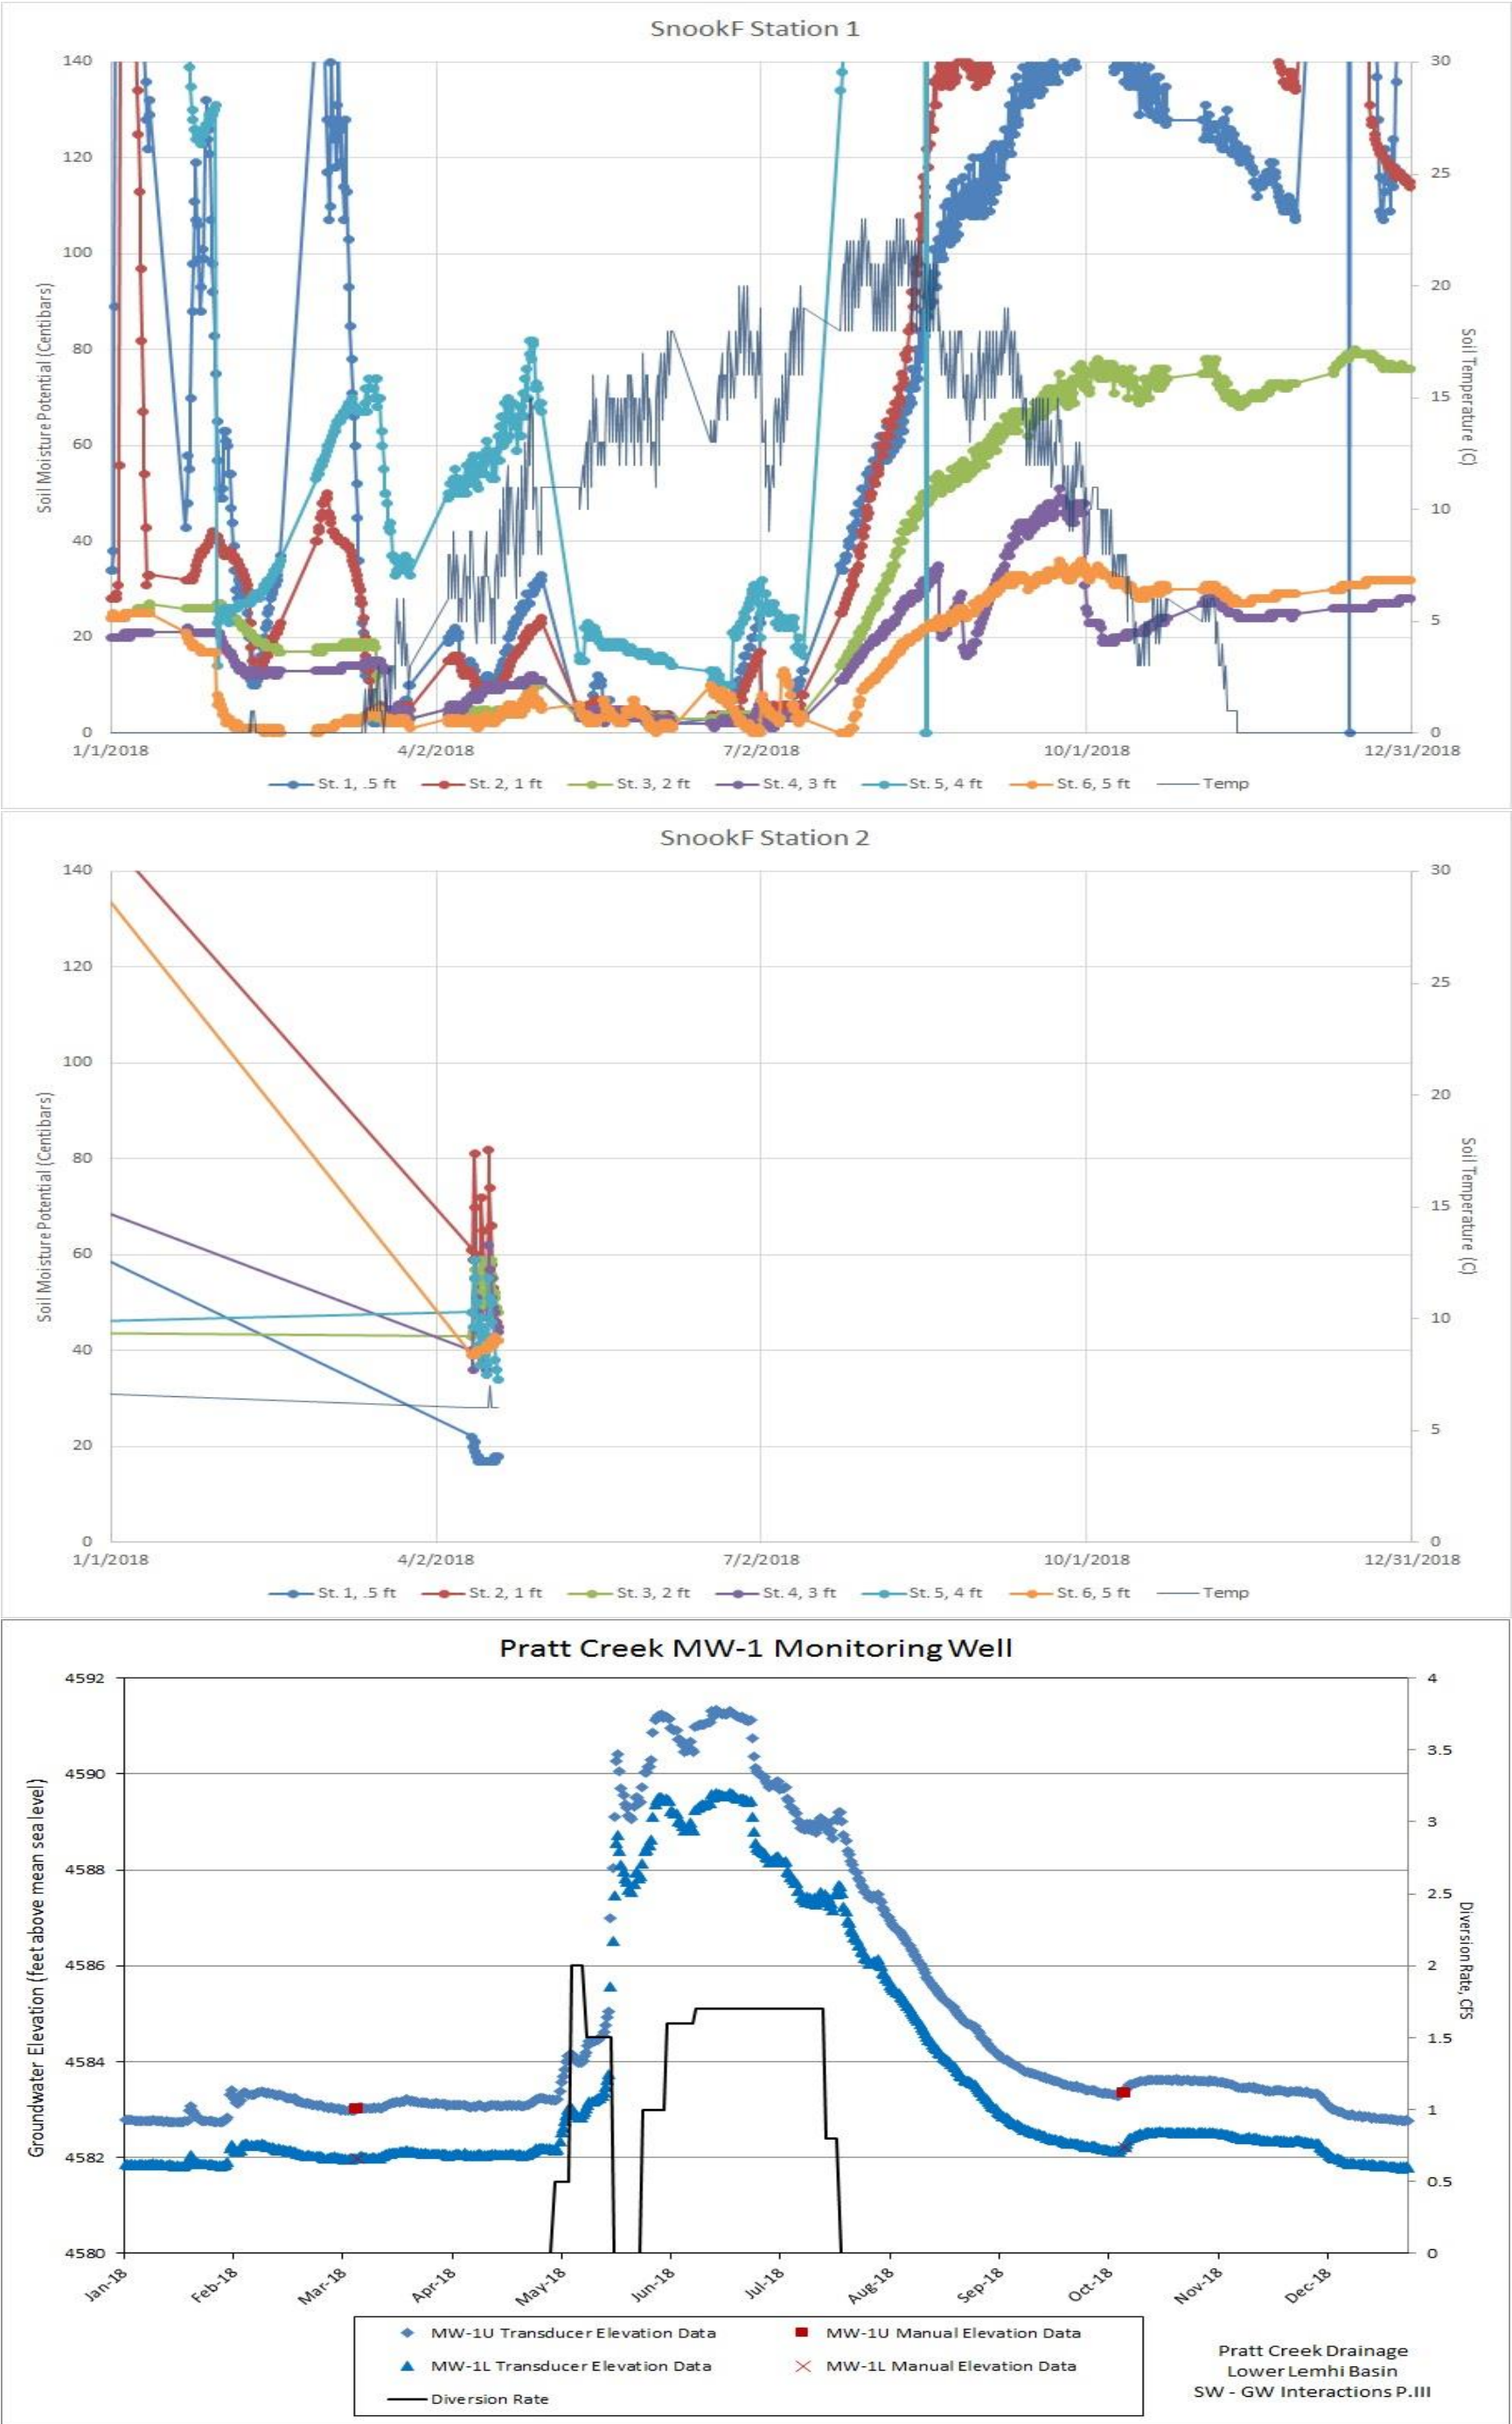 SnookF Station 1
140
120
100
80
60
40
20
0
Soil Moisture Potential (Centibars)
30
25
20
15
10
5
0
Soil Temperature (C)
1/1/2018 4/2/2018 7/2/2018 10/1/2018 12/31/2018
St. 1, .5 ft St. 2, 1 ft St. 3, 2 ft St. 4, 3 ft St. 5, 4 ft St. 6, 5 ft Temp
SnookF Station 2
140
120
100
80
60
40
20
0
Soil Moisture Potential (Centibars)
30
25
20
15
10
5
0
Soil Temperature (C)
1/1/2018 4/2/2018 7/2/2018 10/1/2018 12/31/2018
St. 1, .5 ft St. 2, 1 ft St. 3, 2 ft St. 4, 3 ft St. 5, 4 ft St. 6, 5 ft Temp
Pratt Creek MW-1 Monitoring Well
4592
4590
4588
4586
4584
4582
4580
Groundwater Elevation (feet above mean sea level)
4
3.5
3
2.5
2
1.5
1
0.5
0
Diversion Rate, CFS
Jan-18 Feb-18 Mar-18 Apr-18 May-18 Jun-18 Jul-18 Aug-18 Sep-18 Oct-18 Nov-18 Dec-18
MW-1U Transducer Elevation Data MW-1U Manual Elevation Data
MW-1L Transducer Elevation Data MW-1L Manual Elevation Data
Diversion Rate
Pratt Creek Drainage
Lower Lemhi Basin
SW - GW Interactions P.III